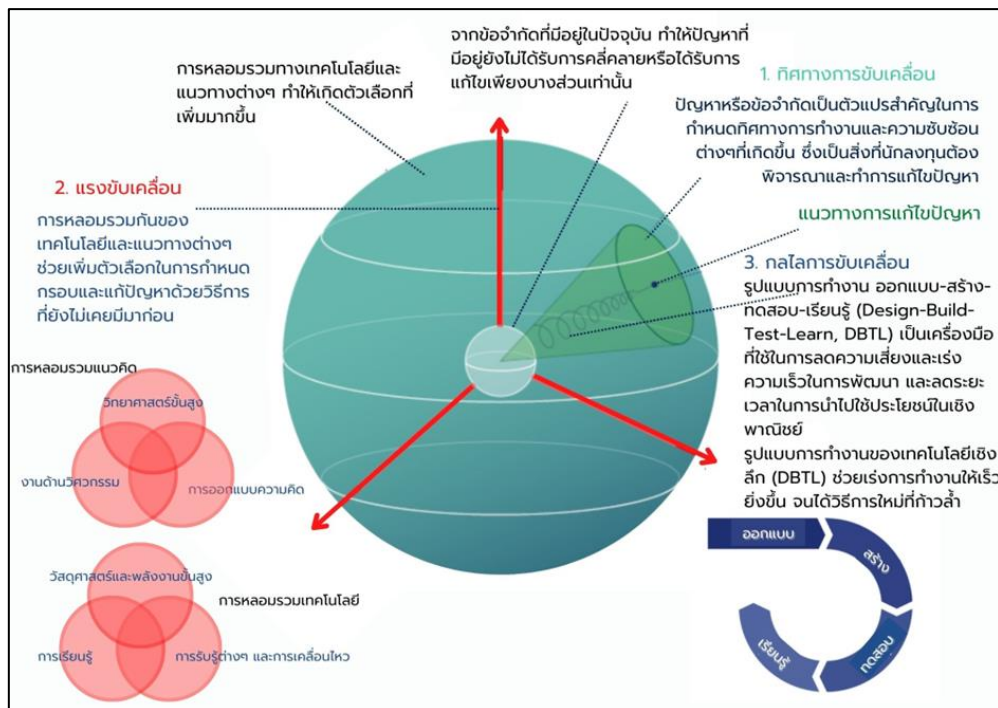 จากข้อจำกัดที่มีอยู่ในปัจจุบัน ทำให้ปัญหาที่
มีอยู่ยังไม่ได้รับการคลี่คลายหรือได้รับการ
แก้ไขเพียงบางส่วนเท่านั้น
การหลอมรวมทางเทคโนโลยีและ
แนวทางต่างๆ ทำให้เกิดตัวเลือกที่
เพิ่มมากขึ้น
1. ทิศทางการขับเคลื่อน
ปัญหาหรือข้อจำกัดเป็นตัวแปรสำคัญในการ
กำหนดทิศทางการทำงานและความซับซ้อน
ต่างๆที่เกิดขึ้น ซึ่งเป็นสิ่งที่นักลงทุนต้อง
พิจารณาและทำการแก้ไขปัญหา
แนวทางการแก้ไขปัญหา
2. แรงขับเคลื่อน
การหลอมรวมกันของ
เทคโนโลยีและแนวทางต่างๆ
ช่วยเพิ่มตัวเลือกในการกำหนด
กรอบและแก้ปัญหาด้วยวิธีการ
ที่ยังไม่เคยมีมาก่อน
3. กลไลการขับเคลื่อน
รูปแบบการทำงาน ออกแบบ-สร้าง-
ทดสอบ-เรียนรู้ (Design-Build-
Test-Learn, DBTL) เป็นเครื่องมือ
ที่ใช้ในการลดความเสี่ยงและเร่ง
ความเร็วในการพัฒนา และลดระยะ
เวลาในการนำไปใช้ประโยชน์ในเชิง
พาณิชย์
รูปแบบการทำงานของเทคโนโลยีเชิง
ลึก (DBTL) ช่วยเร่งการทำงานให้เร็ว
ยิ่งขึ้น จนได้วิธีการใหม่ที่ก้าวล้ำ
การหลอมรวมแนวคิด
วิทยาศาสตร์ขั้นสูง
งานด้านวิศวกรรม
การออกแบบความคิด
วัสดุศาสตร์และพลังงานขั้นสูง
การหลอมรวมเทคโนโลยี
การเรียนรู้
การรับรู้ต่างๆ และการเคลื่อนไหว
ออกแบบ
สร้าง
ทดสอบ
เรียนรู้